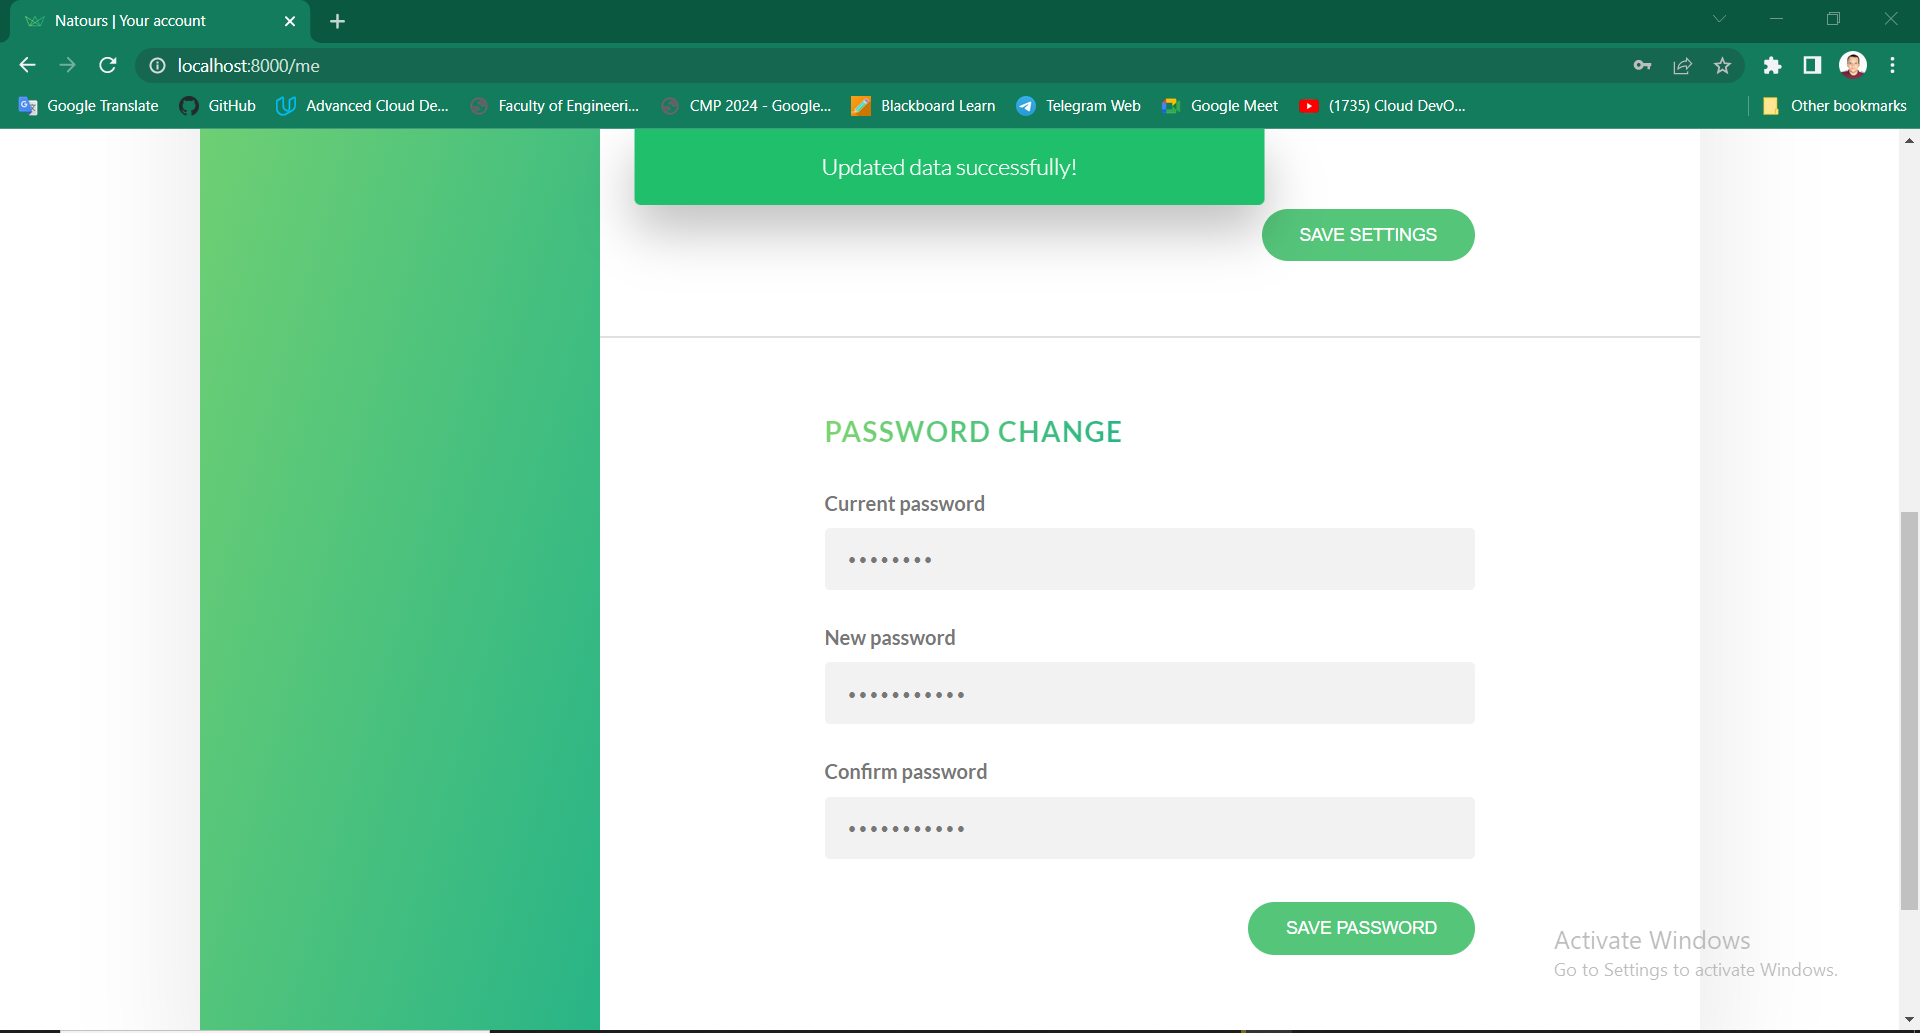 Natours | Your account
localhost:8000/me
Google Translate
GitHub
Advanced Cloud De...
Faculty of Engineeri...
CMP 2024 - Google...
Blackboard Learn
Telegram Web
Google Meet
(1735) Cloud DevO...
Other bookmarks
Updated data successfully!
SAVE SETTINGS
PASSWORD CHANGE
Current password
••••••••
New password
•••••••••••
Confirm password
•••••••••••
SAVE PASSWORD
Activate Windows
Go to Settings to activate Windows.